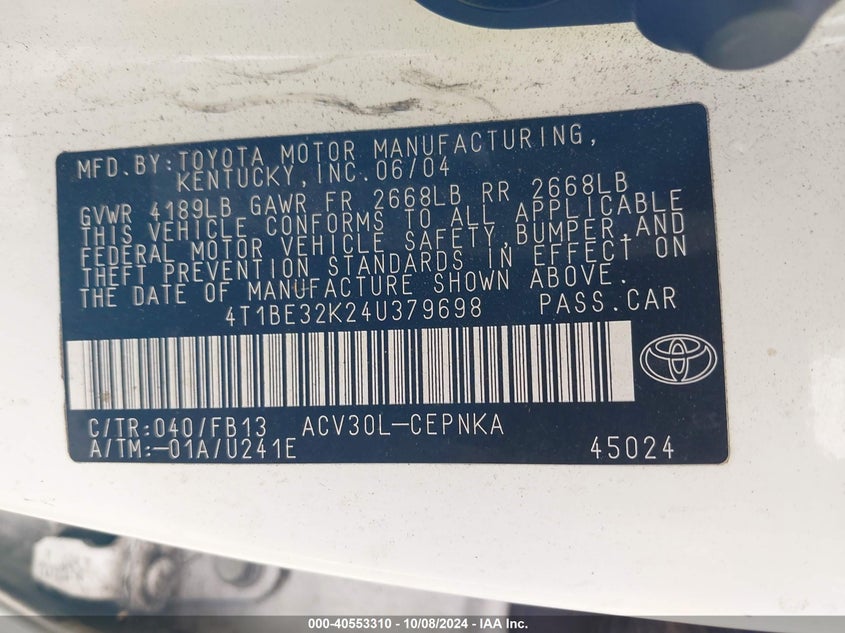 MFD.BY:TOYOTA MOTOR MANUFACTURING,
KENTUCKY,INC.06/04
GVWR 4189LB GAWR FR 2668LB RR 2668LB
THIS VEHICLE CONFORMS TO ALL APPLICABLE
FEDERAL MOTOR VEHICLE SAFETY,BUMPER,AND
THEFT PREVENTION STANDARDS IN EFFECT ON
THE DATE OF MANUFACTURE SHOWN ABOVE.
4T1BE32K24U379698 PASS.CAR
C/TR:040/FB13 ACV30L-CEPNKA
A/TM:-01A/U241E 45024
000-40553310 - 10/08/2024 - IAA Inc.